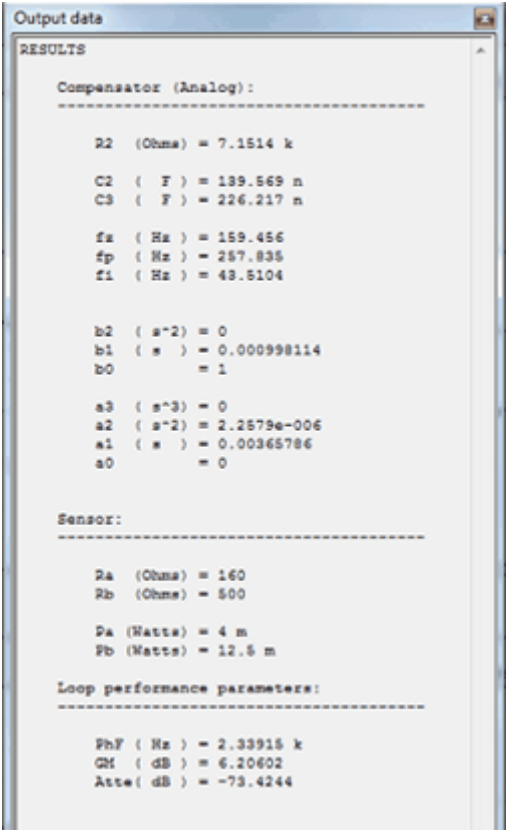 Output data
RESULTS
Compensator (Analog):
----------------------------------------
R2 (Ohms) = 7.1514 k
C2 ( F ) = 139.569 n
C3 ( F ) = 226.217 n
fz ( Hz ) = 159.456
fp ( Hz ) = 257.835
fi ( Hz ) = 43.5104
b2 ( s^2) = 0
b1 ( s ) = 0.000998114
b0 = 1
a3 ( s^3) = 0
a2 ( s^2) = 2.2579e-006
a1 ( s ) = 0.00365786
a0 = 0
Sensor:
----------------------------------------
Ra (Ohms) = 160
Rb (Ohms) = 500
Pa (Watts) = 4 m
Pb (Watts) = 12.5 m
Loop performance parameters:
----------------------------------------
PhF ( Hz ) = 2.33915 k
GM ( dB ) = 6.20602
Atte( dB ) = -73.4244